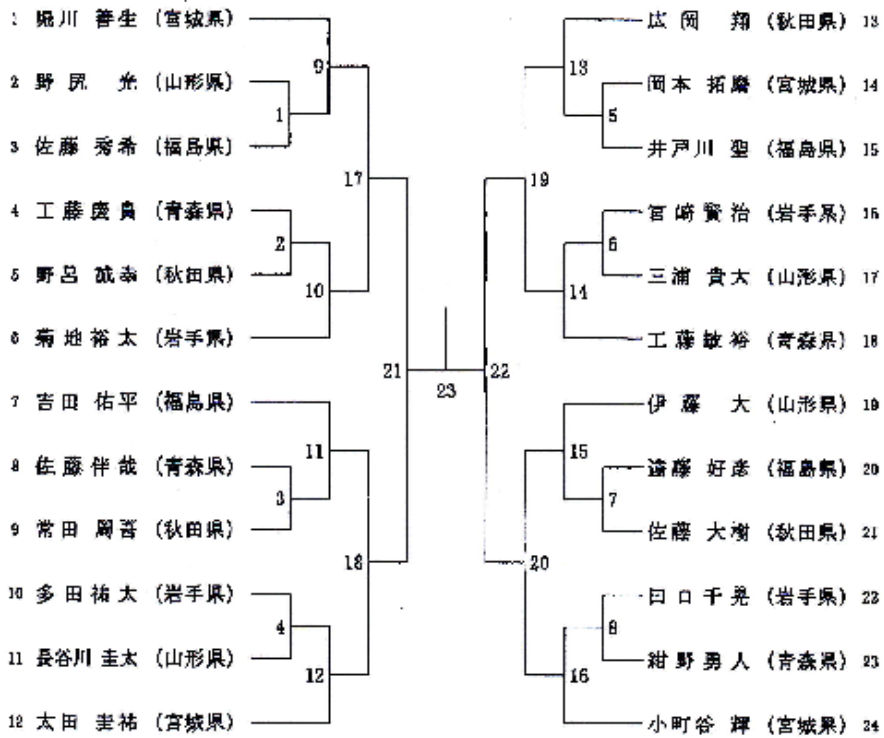 1 堀川 善生 (宮城県)
2 野尻 光 (山形県)
3 佐藤 秀希 (福島県)
4 工藤慶貴 (青森県)
5 野呂 誠泰 (秋田県)
6 菊地裕太 (岩手県)
7 吉田 佑平 (福島県)
8 佐藤伴哉 (青森県)
9 常田 周吾 (秋田県)
10 多田祐太 (岩手県)
11 長谷川 圭太 (山形県)
12 太田 圭祐 (宮城県)
9
1
17
2
10
21
11
3
18
4
12
23
広岡 翔 (秋田県) 13
岡本 拓磨 (宮城県) 14
井戸川 聖 (福島県) 15
宮崎賢治 (岩手県) 16
三浦 貴大 (山形県) 17
工藤敏裕 (青森県) 18
伊藤 大 (山形県) 19
遠藤 好彦 (福島県) 20
佐藤 大樹 (秋田県) 21
田口千晃 (岩手県) 22
紺野勇人 (青森県) 23
小町谷 輝 (宮城県) 24
13
5
19
6
14
22
15
7
20
8
16